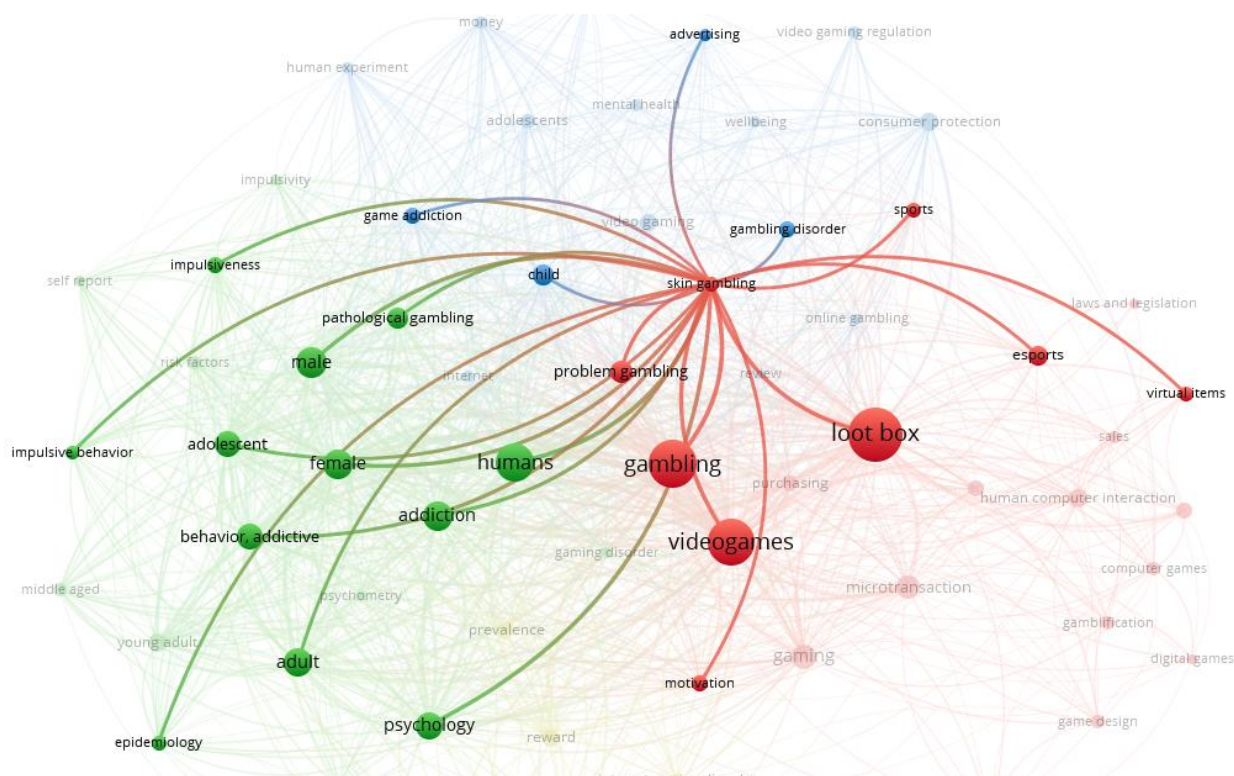 money
advertising
video gaming regulation
human experiment
mental health
adolescents
wellbeing
consumer protection
impulsivity
game addiction
video gaming
sports
gambling disorder
impulsiveness
self report
child
skin gambling
laws and legislation
pathological gambling
online gambling
male
risk factors
internet
problem gambling
review
esports
virtual items
loot box
adolescent
sales
impulsive behavior
female
humans
gambling
purchasing
human computer interaction
addiction
behavior, addictive
videogames
gaming disorder
computer games
middle aged
psychometry
microtransaction
young adult
prevalence
gamblification
adult
gaming
digital games
motivation
psychology
game design
epidemiology
reward